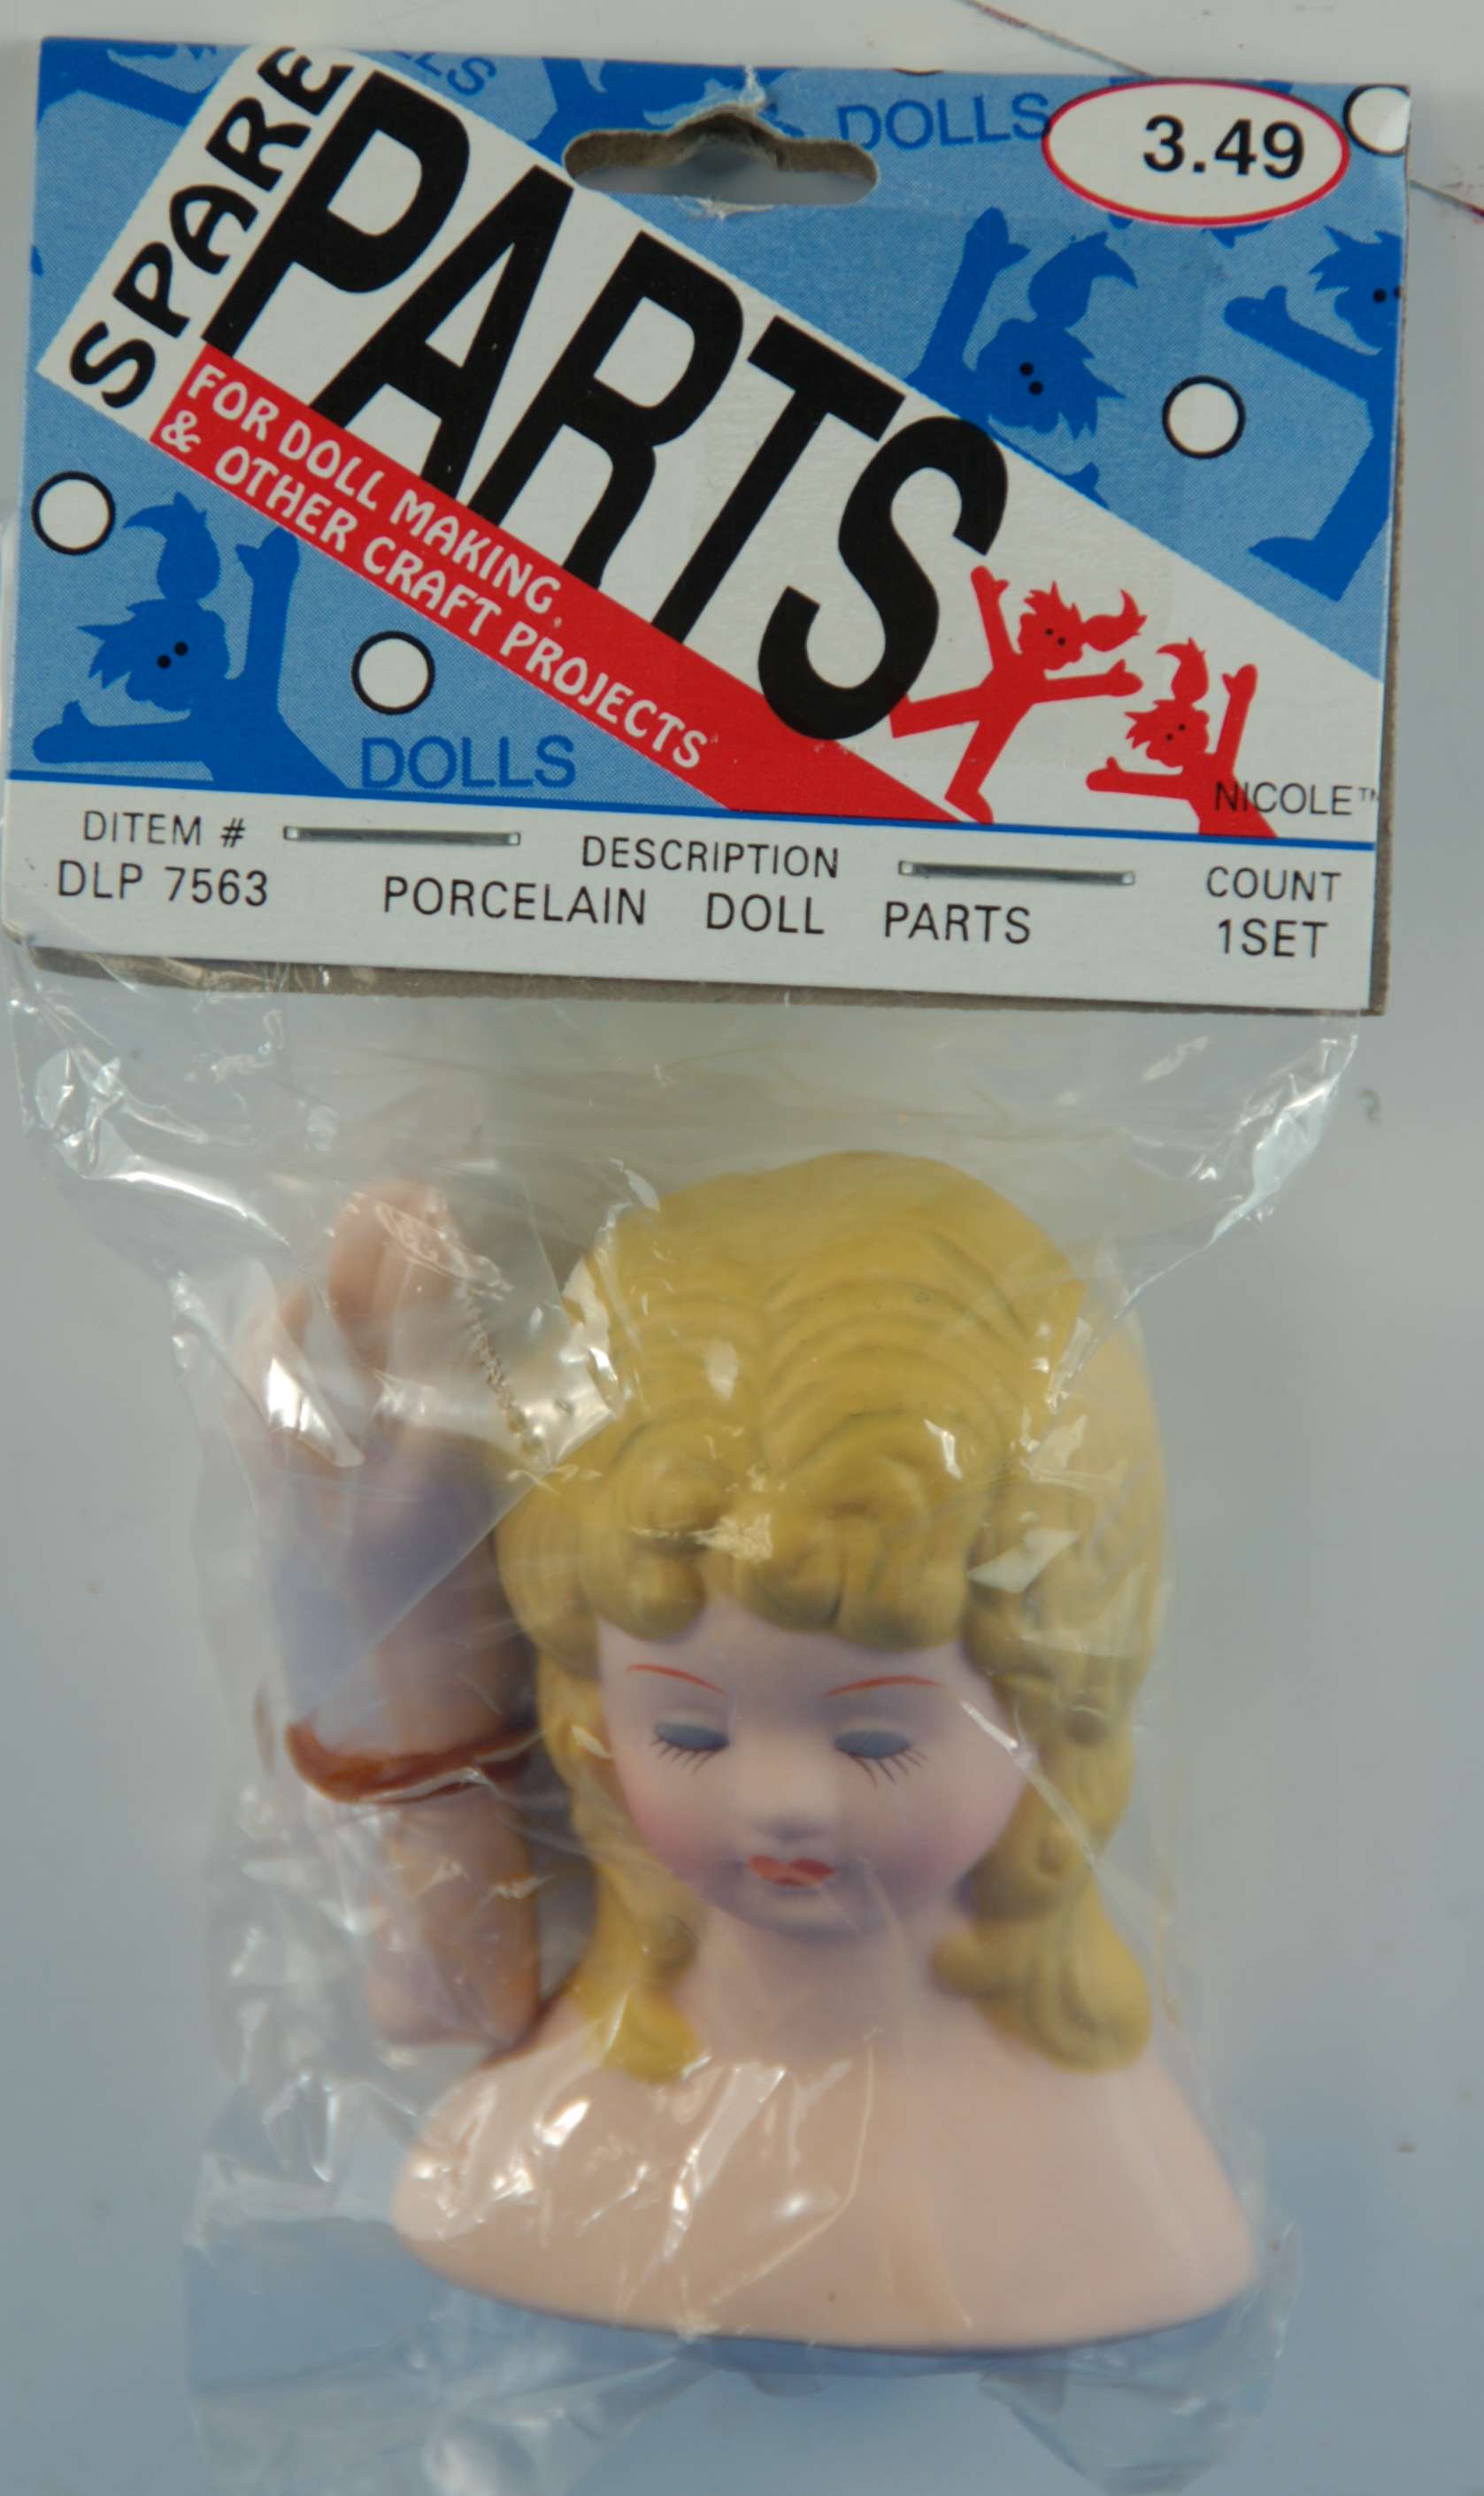 DOLLS
3.49
SPARE
PARTS
FOR DOLL MAKING,
& OTHER CRAFT PROJECTS
DOLLS
NICOLE™
DITEM #
DLP 7563
DESCRIPTION
PORCELAIN DOLL PARTS
COUNT
1SET